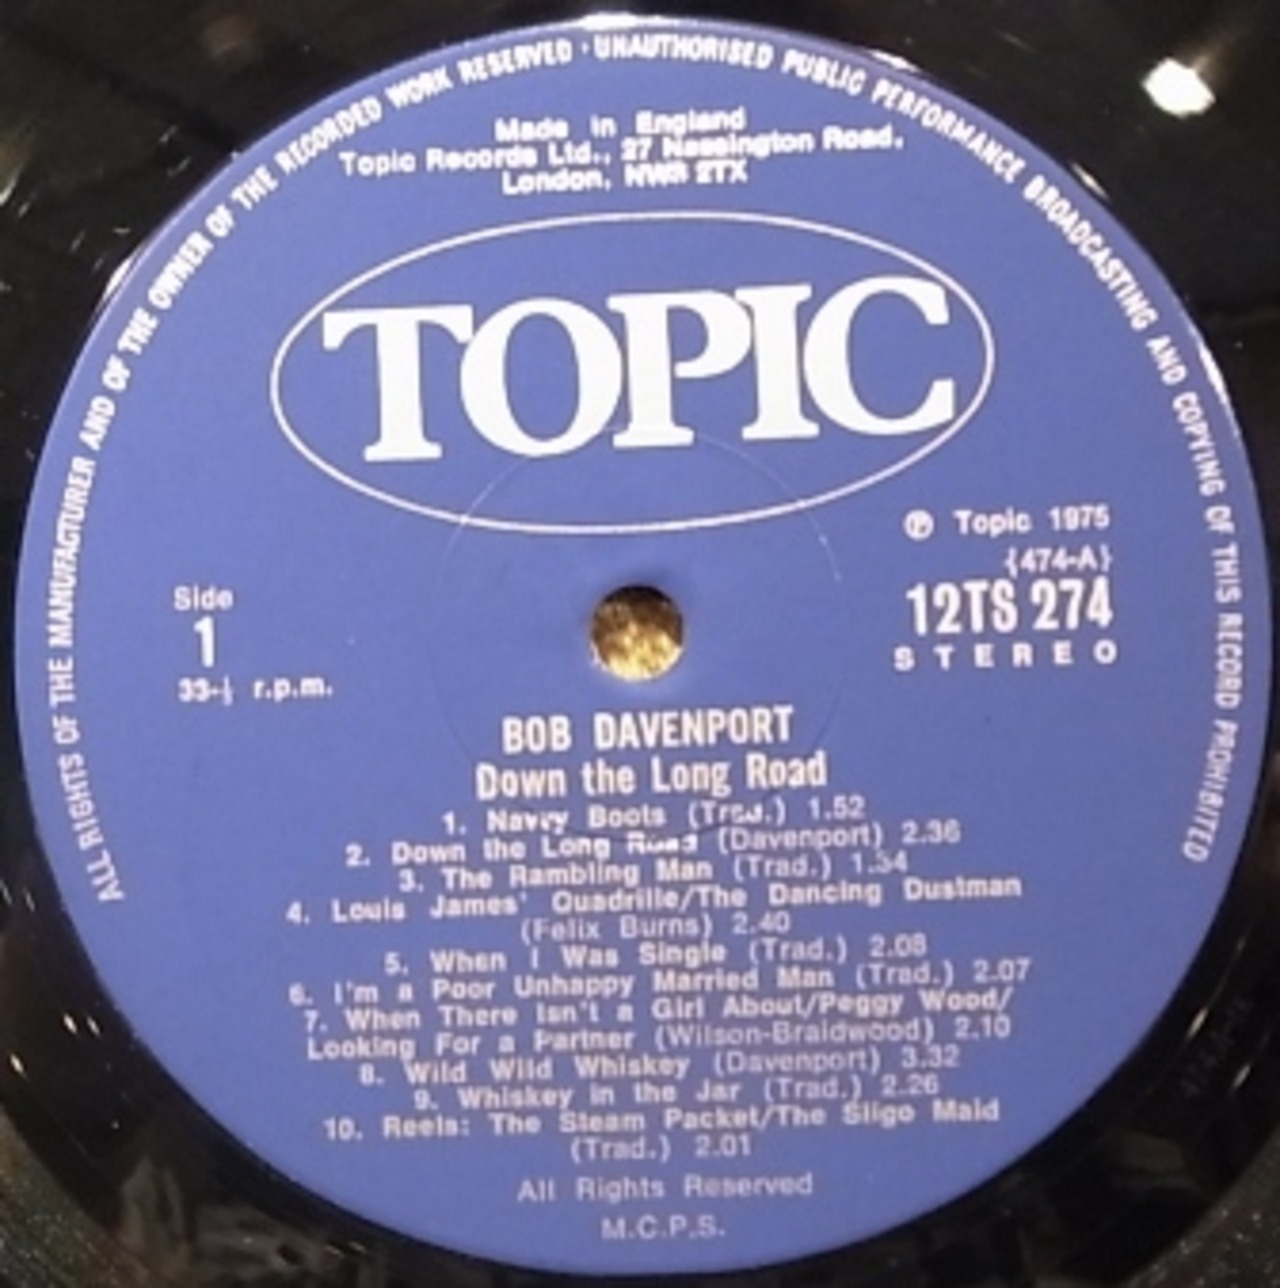 ALL RIGHTS OF THE MANUFACTURER AND OF THE OWNER OF THE RECORDED WORK RESERVED · UNAUTHORISED PUBLIC PERFORMANCE BROADCASTING AND COPYING OF THIS RECORD PROHIBITED
Made in England
Topic Records Ltd., 27 Nassington Road,
London, NW3 2TX
TOPIC
℗ Topic 1975
{474-A}
12TS 274
STEREO
Side
1
33-⅓ r.p.m.
BOB DAVENPORT
Down the Long Road
1. Navvy Boots (Trad.) 1.52
2. Down the Long Road (Davenport) 2.36
3. The Rambling Man (Trad.) 1.34
4. Louis James' Quadrille/The Dancing Dustman
(Felix Burns) 2.40
5. When I Was Single (Trad.) 2.08
6. I'm a Poor Unhappy Married Man (Trad.) 2.07
7. When There Isn't a Girl About/Peggy Wood/
Looking For a Partner (Wilson-Braidwood) 2.10
8. Wild Wild Whiskey (Davenport) 3.32
9. Whiskey in the Jar (Trad.) 2.26
10. Reels: The Steam Packet/The Sligo Maid
(Trad.) 2.01
All Rights Reserved
M.C.P.S.